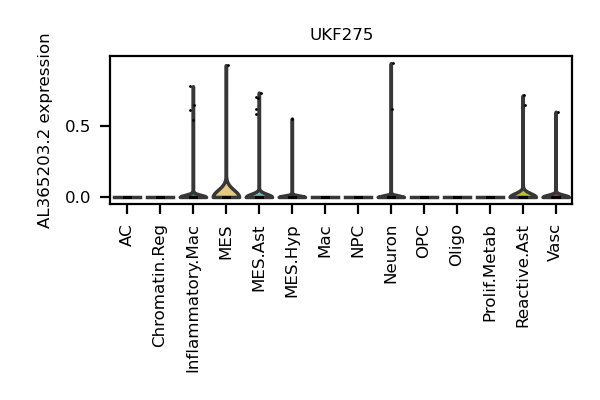 UKF275
AL365203.2 expression
0.5
0.0
AC
Chromatin.Reg
Inflammatory.Mac
MES
MES.Ast
MES.Hyp
Mac
NPC
Neuron
OPC
Oligo
Prolif.Metab
Reactive.Ast
Vasc